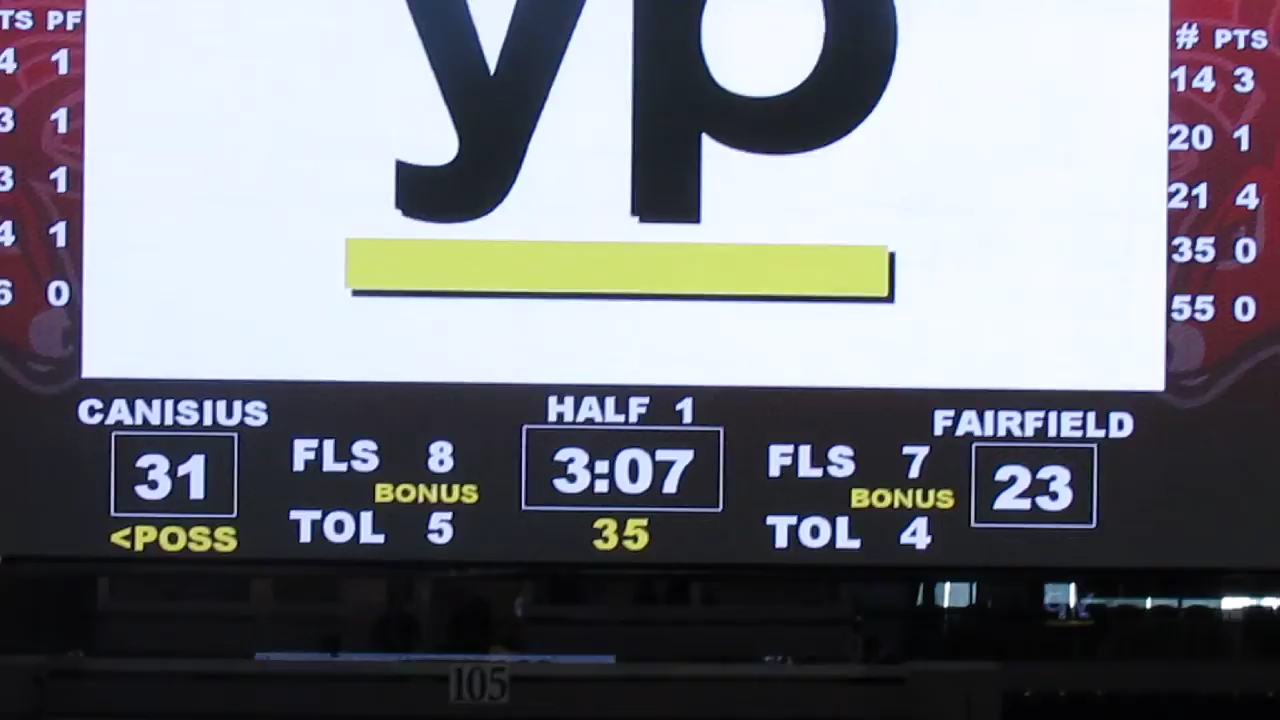 TS PF
4 1
3 1
3 1
4 1
6 0
yp
# PTS
14 3
20 1
21 4
35 0
55 0
CANISIUS
31
<POSS
FLS 8
BONUS
TOL 5
HALF 1
3:07
35
FLS 7
BONUS
TOL 4
FAIRFIELD
23
105